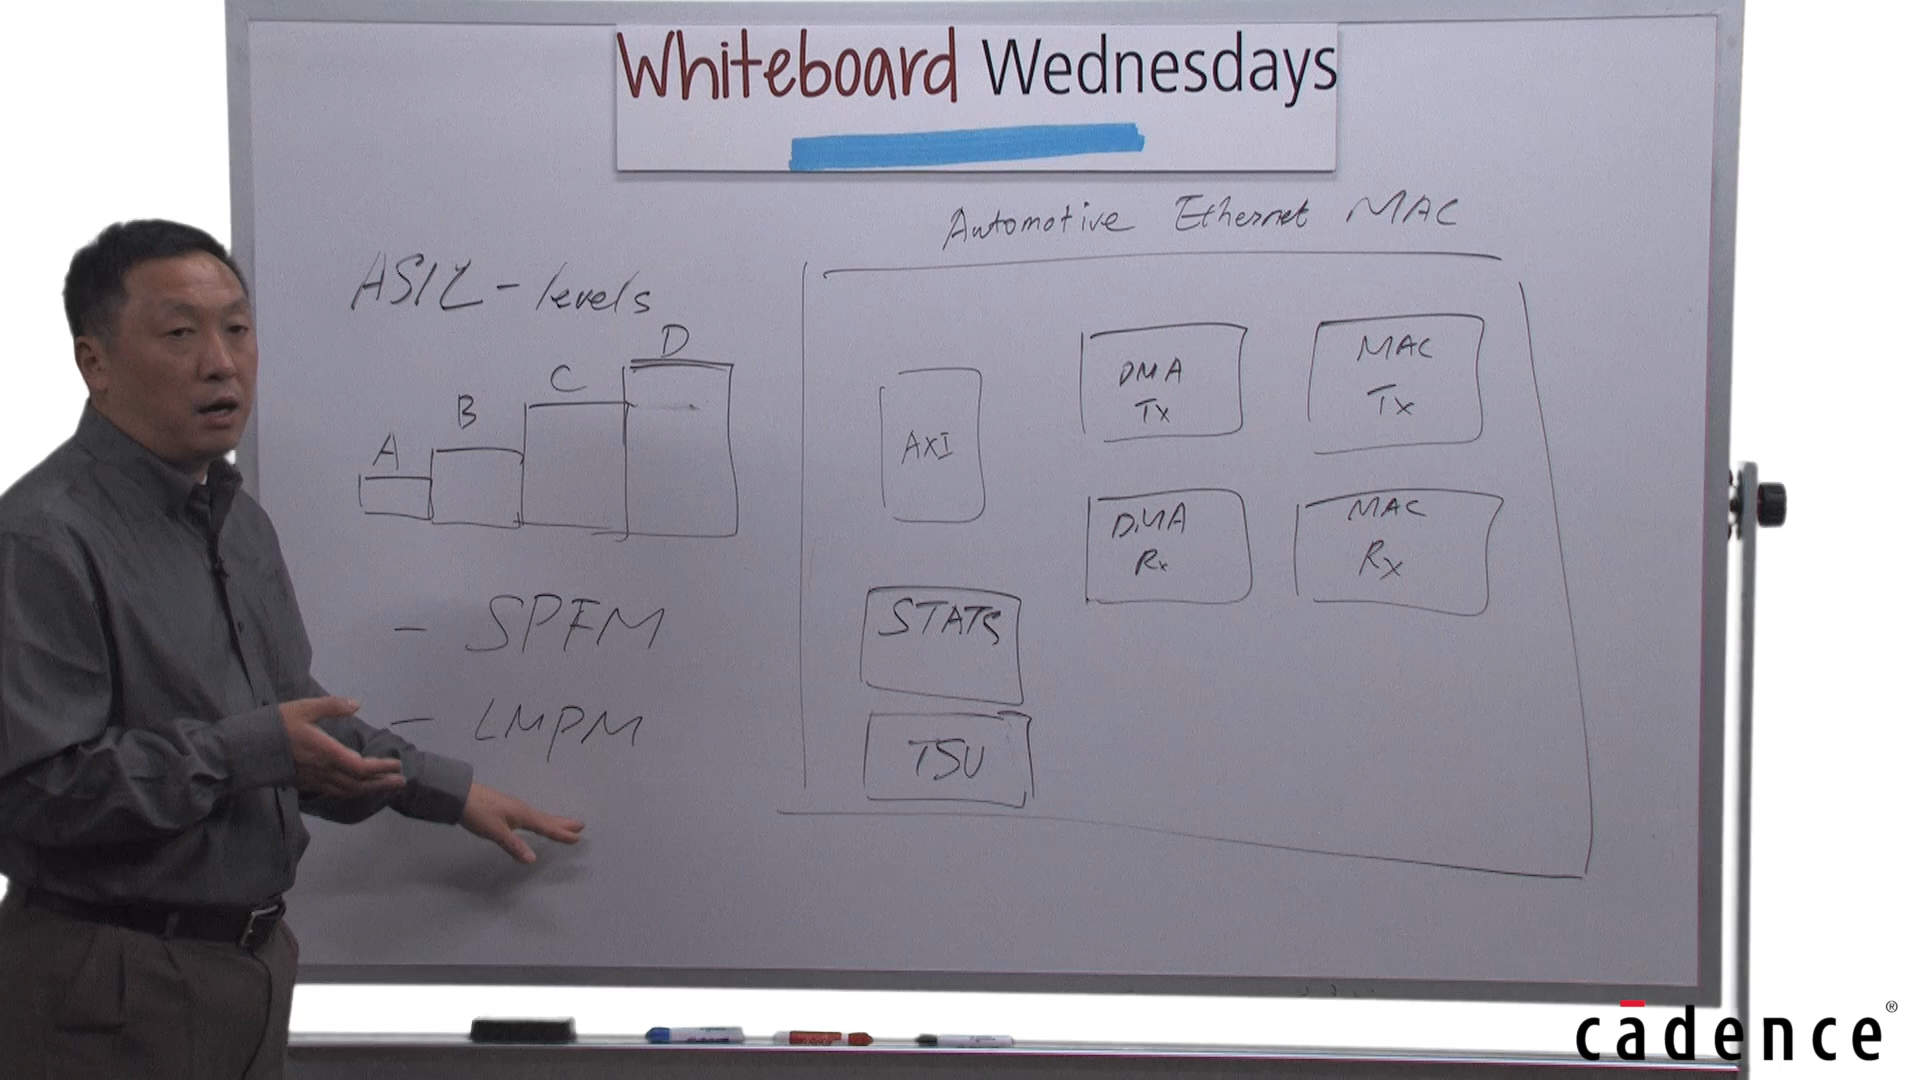 Whiteboard Wednesdays
Automotive Ethernet MAC
ASIL - levels
A
B
C
D
- SPFM
- LMPM
AXI
DMA
Tx
MAC
Tx
DMA
Rx
MAC
Rx
STATS
TSU
cādence®